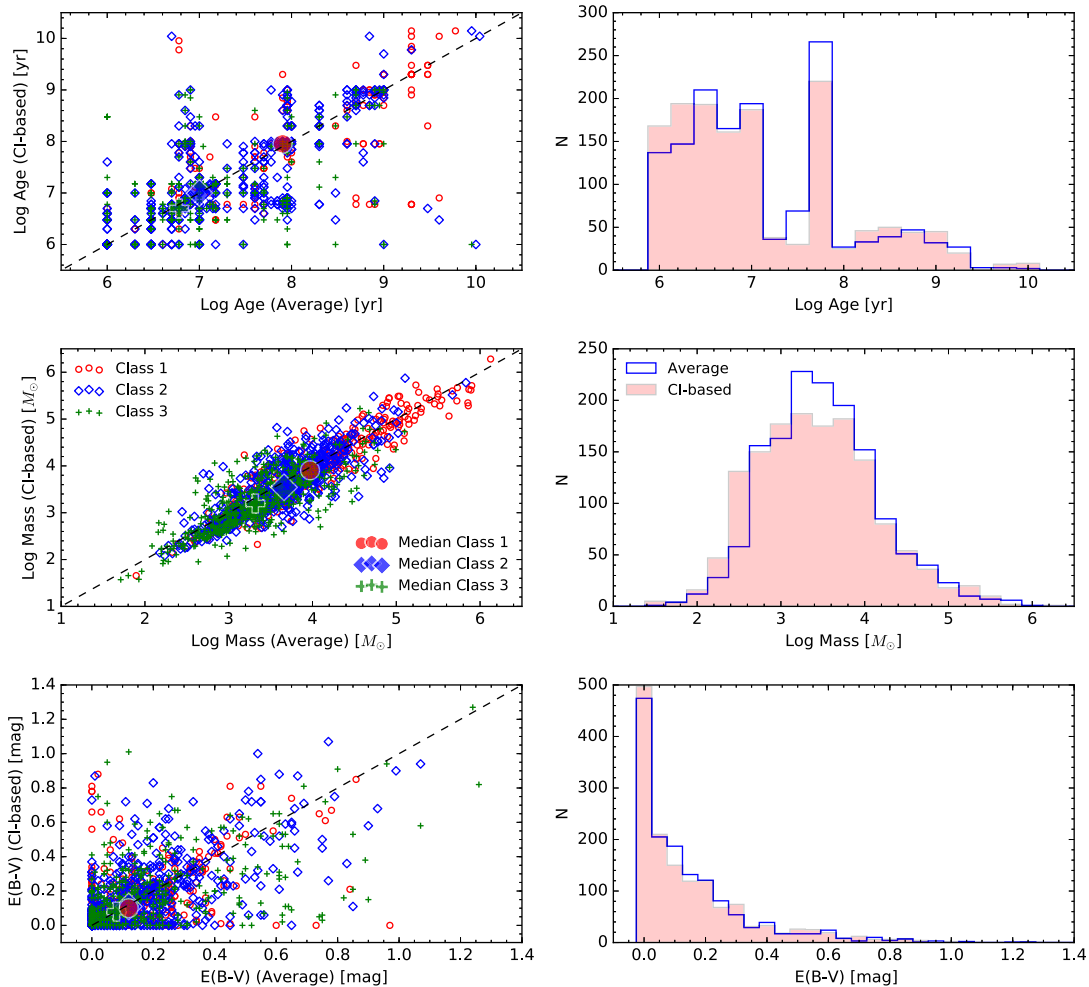 10
9
8
7
6
Log Age (CI-based) [yr]
6 7 8 9 10
Log Age (Average) [yr]
300
250
200
150
100
50
0
N
6 7 8 9 10
Log Age [yr]
6
5
4
3
2
1
Log Mass (CI-based) [M⊙]
Class 1
Class 2
Class 3
Median Class 1
Median Class 2
Median Class 3
1 2 3 4 5 6
Log Mass (Average) [M⊙]
250
200
150
100
50
0
N
Average
CI-based
1 2 3 4 5 6
Log Mass [M⊙]
1.4
1.2
1.0
0.8
0.6
0.4
0.2
0.0
E(B-V) (CI-based) [mag]
0.0 0.2 0.4 0.6 0.8 1.0 1.2 1.4
E(B-V) (Average) [mag]
500
400
300
200
100
0
N
0.0 0.2 0.4 0.6 0.8 1.0 1.2 1.4
E(B-V) [mag]